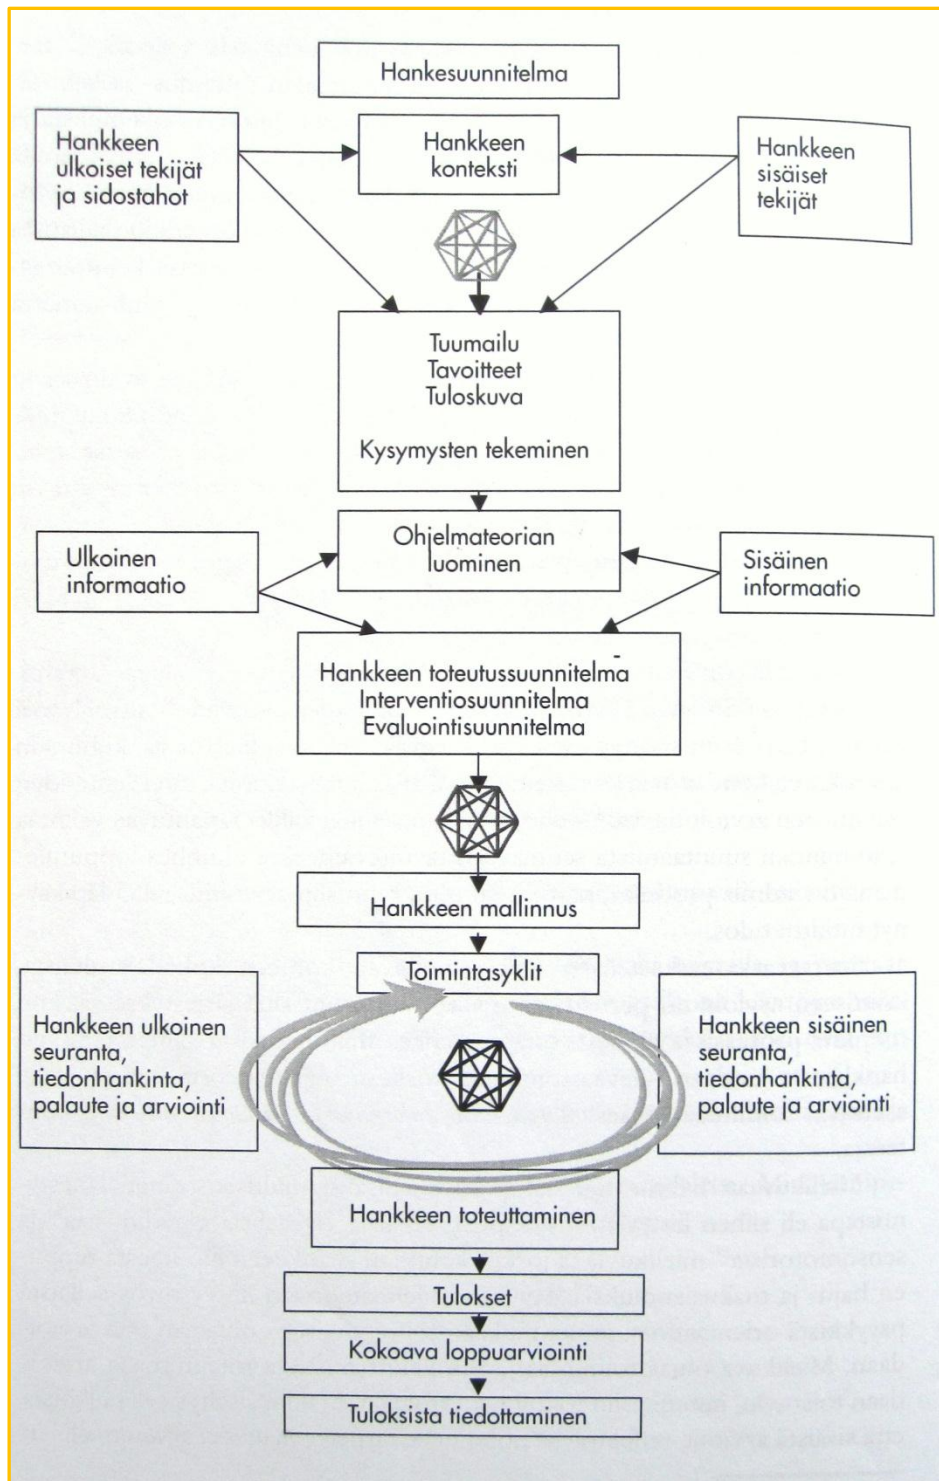 Hankesuunnitelma
Hankkeen
ulkoiset tekijät
ja sidostahot
Hankkeen
konteksti
Hankkeen
sisäiset
tekijät
Tuumailu
Tavoitteet
Tuloskuva
Kysymysten tekeminen
Ohjelmateorian
luominen
Ulkoinen
informaatio
Sisäinen
informaatio
Hankkeen toteutussuunnitelma
Interventiosuunnitelma
Evaluointisuunnitelma
Hankkeen mallinnus
Toimintasyklit
Hankkeen ulkoinen
seuranta,
tiedonhankinta,
palaute ja arviointi
Hankkeen sisäinen
seuranta,
tiedonhankinta,
palaute ja arviointi
Hankkeen toteuttaminen
Tulokset
Kokoava loppuarviointi
Tuloksista tiedottaminen